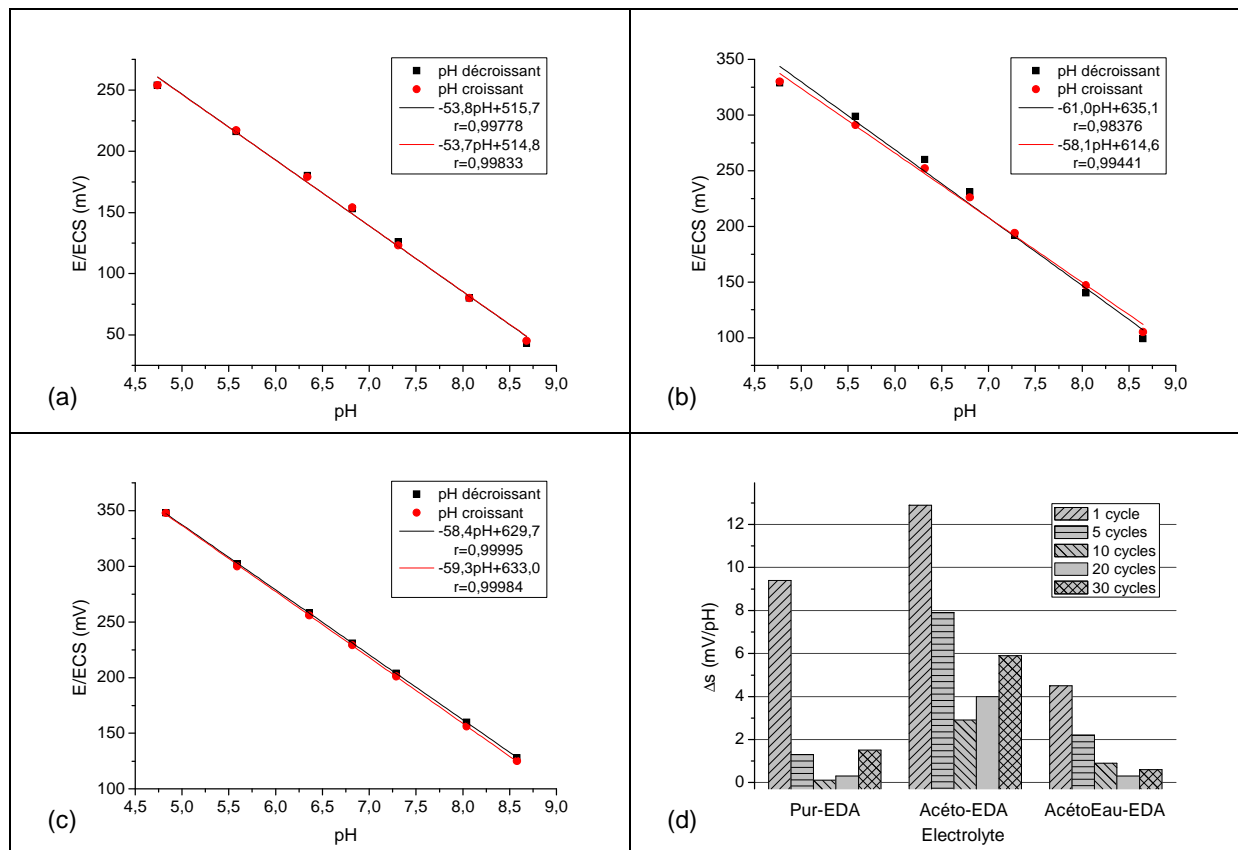 pH décroissant
pH croissant
-53,8pH+515,7
r=0,99778
-53,7pH+514,8
r=0,99833
E/ECS (mV)
250
200
150
100
50
4,5 5,0 5,5 6,0 6,5 7,0 7,5 8,0 8,5 9,0
pH
(a)
pH décroissant
pH croissant
-61,0pH+635,1
r=0,98376
-58,1pH+614,6
r=0,99441
E/ECS (mV)
350
300
250
200
150
100
4,5 5,0 5,5 6,0 6,5 7,0 7,5 8,0 8,5 9,0
pH
(b)
pH décroissant
pH croissant
-58,4pH+629,7
r=0,99995
-59,3pH+633,0
r=0,99984
E/ECS (mV)
350
300
250
200
150
100
4,5 5,0 5,5 6,0 6,5 7,0 7,5 8,0 8,5 9,0
pH
(c)
1 cycle
5 cycles
10 cycles
20 cycles
30 cycles
Δs (mV/pH)
12
10
8
6
4
2
0
Pur-EDA Acéto-EDA AcétoEau-EDA
Electrolyte
(d)